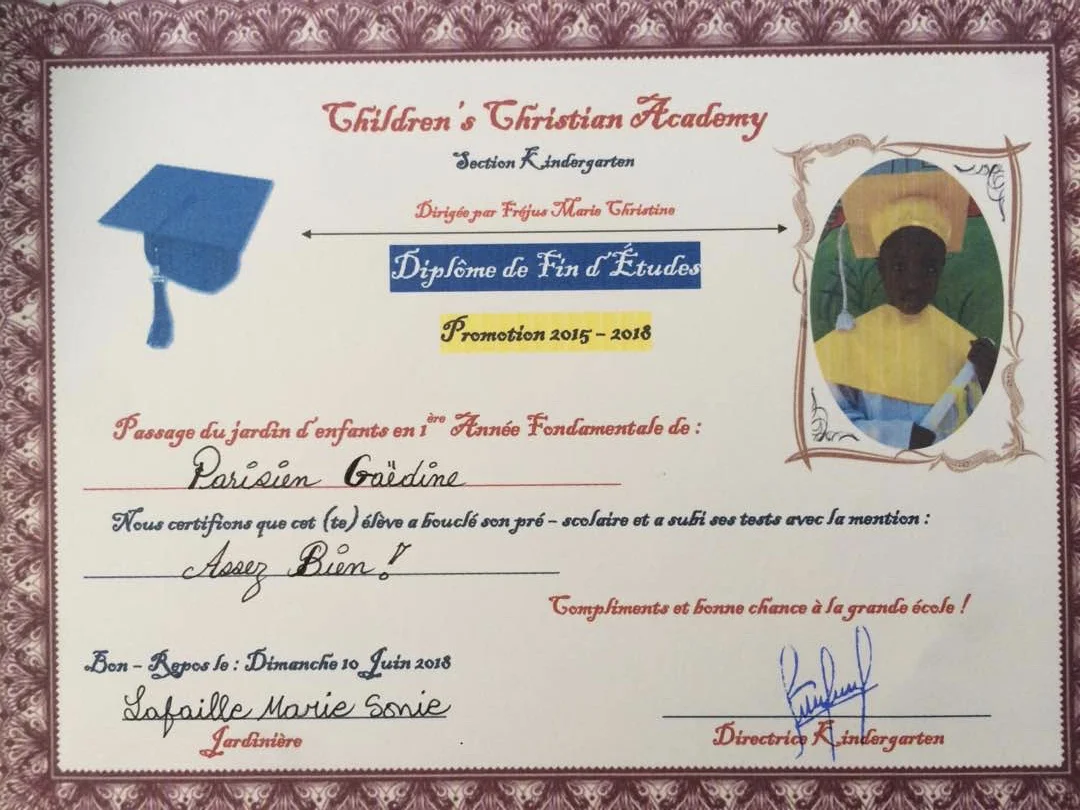 Children's Christian Academy
Section Kindergarten
Dirigée par Fréjus Marie Christine
Diplôme de Fin d'Études
Promotion 2015 – 2018
Passage du jardin d'enfants en 1ère Année Fondamentale de :
Parisien Gaëdine
Nous certifions que cet (te) élève a bouclé son pré – scolaire et a subi ses tests avec la mention :
Assez Bien !
Compliments et bonne chance à la grande école !
Bon – Repos le : Dimanche 10 Juin 2018
Lafaille Marie Sonie
Jardinière
Directrice Kindergarten